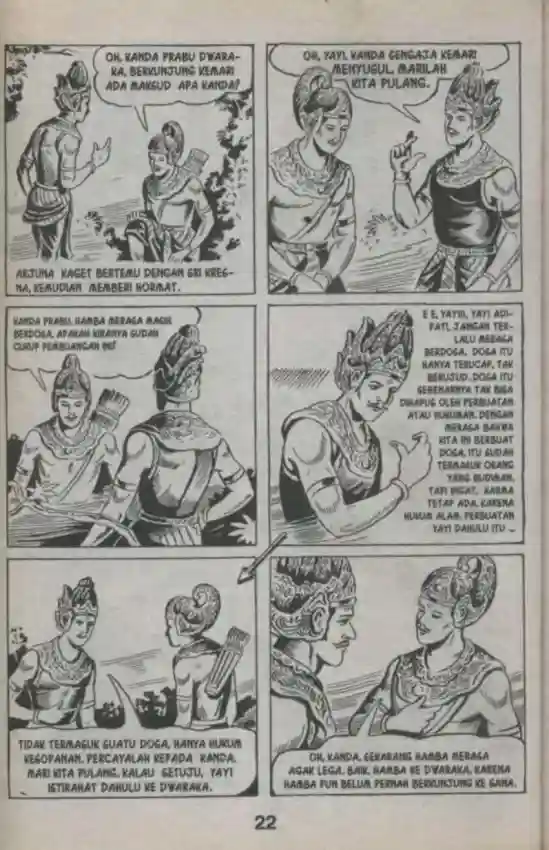 OH, KANDA PRABU DWARA-
KA, BERKUNJUNG KEMARI
ADA MAKSUD APA KANDA?
ARJUNA KAGET BERTEMU DENGAN SRI KRES-
NA, KEMUDIAN MEMBERI HORMAT.
OH, YAYI, KANDA SENGAJA KEMARI
MENYUSUL, MARILAH
KITA PULANG.
KANDA PRABU, HAMBA MERASA MASIH
BERDOSA, APAKAH KIRANYA SUDAH
CUKUP PEMBUANGAN INI?
E E, YAYIII, YAYI ADI-
PATI, JANGAN TER-
LALU MERASA
BERDOSA. DOSA ITU
HANYA TERUCAP, TAK
BERUJUD. DOSA ITU
SEBENARNYA TAK BISA
DIHAPUS OLEH PERBUATAN
ATAU HUKUMAN. DENGAN
MERASA BAHWA
KITA INI BERBUAT
DOSA, ITU SUDAH
TERMASUK ORANG
YANG BUDIMAN.
TAPI INGAT, KARMA
TETAP ADA, KARENA
HUKUM ALAM. PERBUATAN
YAYI DAHULU ITU ...
TIDAK TERMASUK SUATU DOSA, HANYA HUKUM
KESOPANAN. PERCAYALAH KEPADA KANDA.
MARI KITA PULANG. KALAU SETUJU, YAYI
ISTIRAHAT DAHULU KE DWARAKA.
OH, KANDA. SEKARANG HAMBA MERASA
AGAK LEGA. BAIK, HAMBA KE DWARAKA, KARENA
HAMBA PUN BELUM PERNAH BERKUNJUNG KE SANA.
22